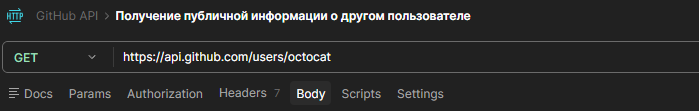 HTTP GitHub API > Получение публичной информации о другом пользователе
GET https://api.github.com/users/octocat
Docs Params Authorization Headers 7 Body Scripts Settings